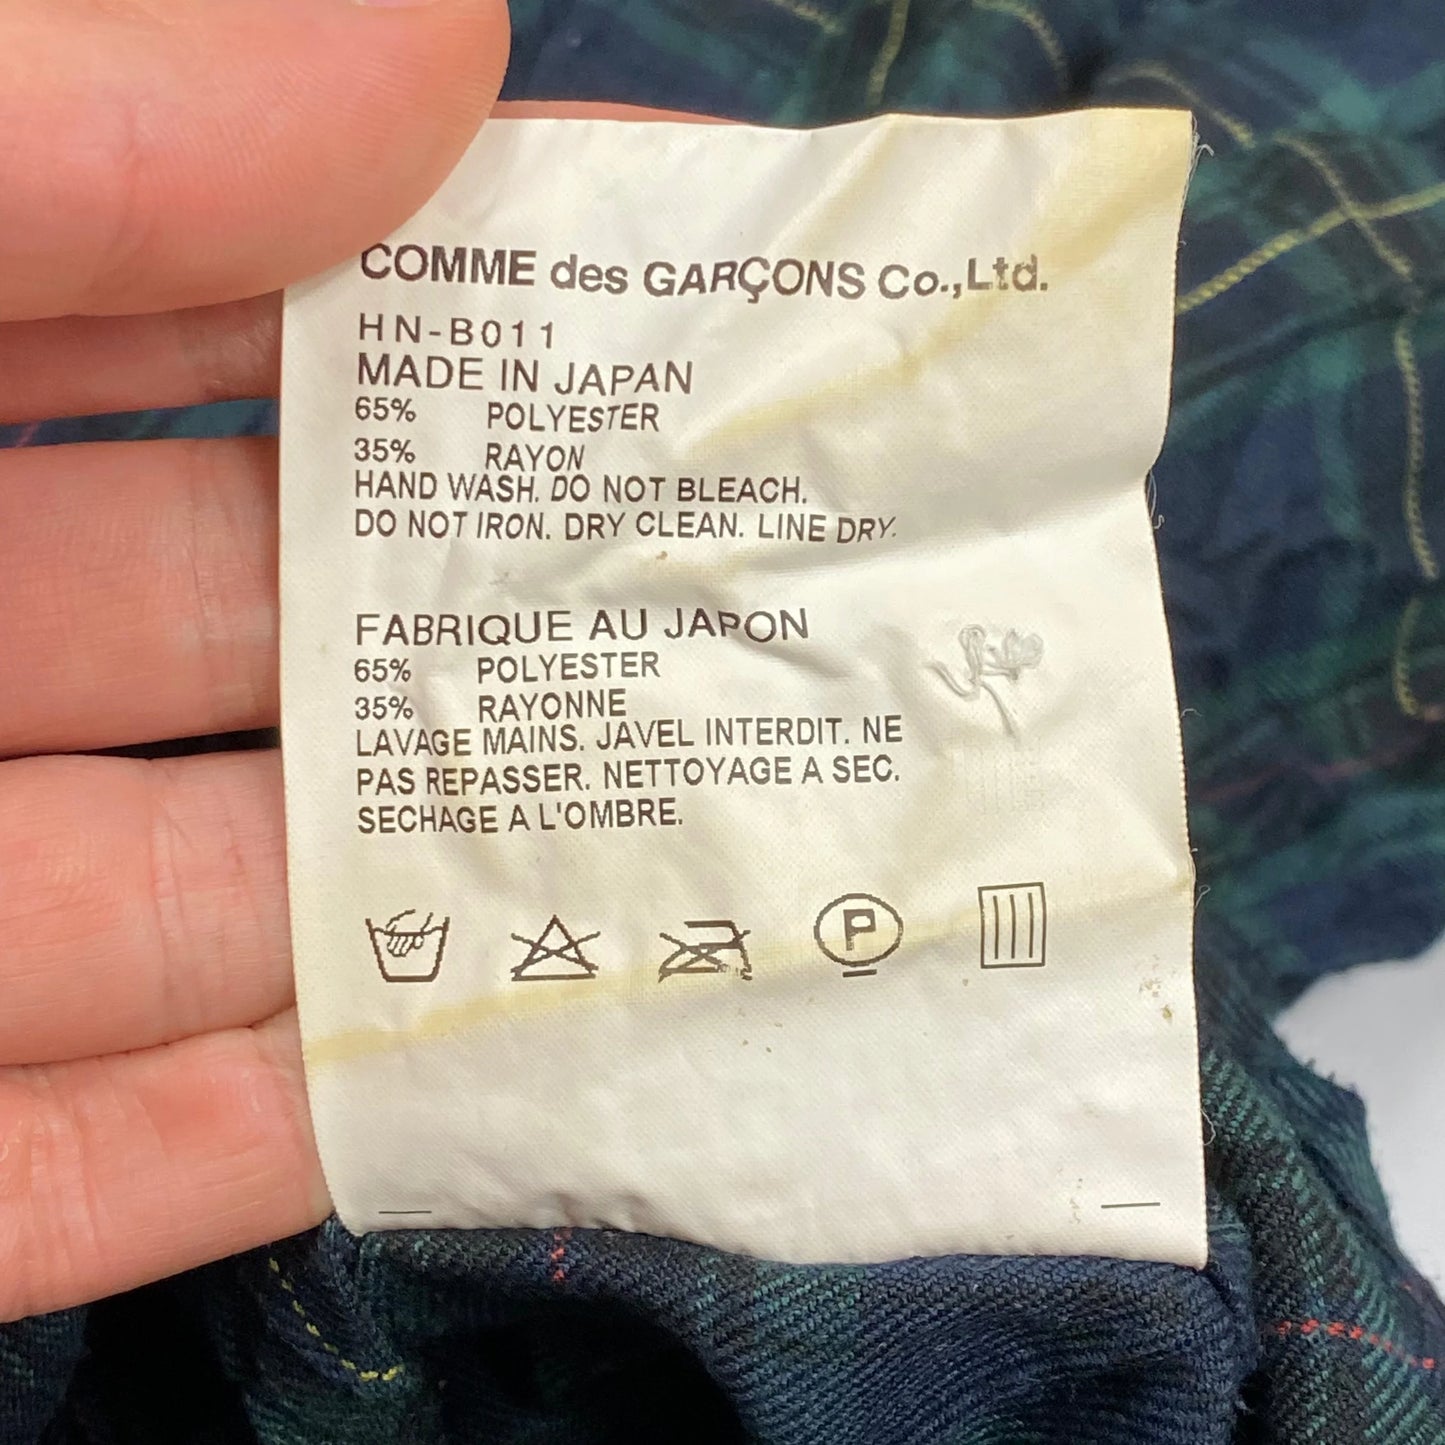 COMME des GARÇONS Co.,Ltd.
HN-B011
MADE IN JAPAN
65% POLYESTER
35% RAYON
HAND WASH. DO NOT BLEACH.
DO NOT IRON. DRY CLEAN. LINE DRY.
FABRIQUE AU JAPON
65% POLYESTER
35% RAYONNE
LAVAGE MAINS. JAVEL INTERDIT. NE
PAS REPASSER. NETTOYAGE A SEC.
SECHAGE A L'OMBRE.
P